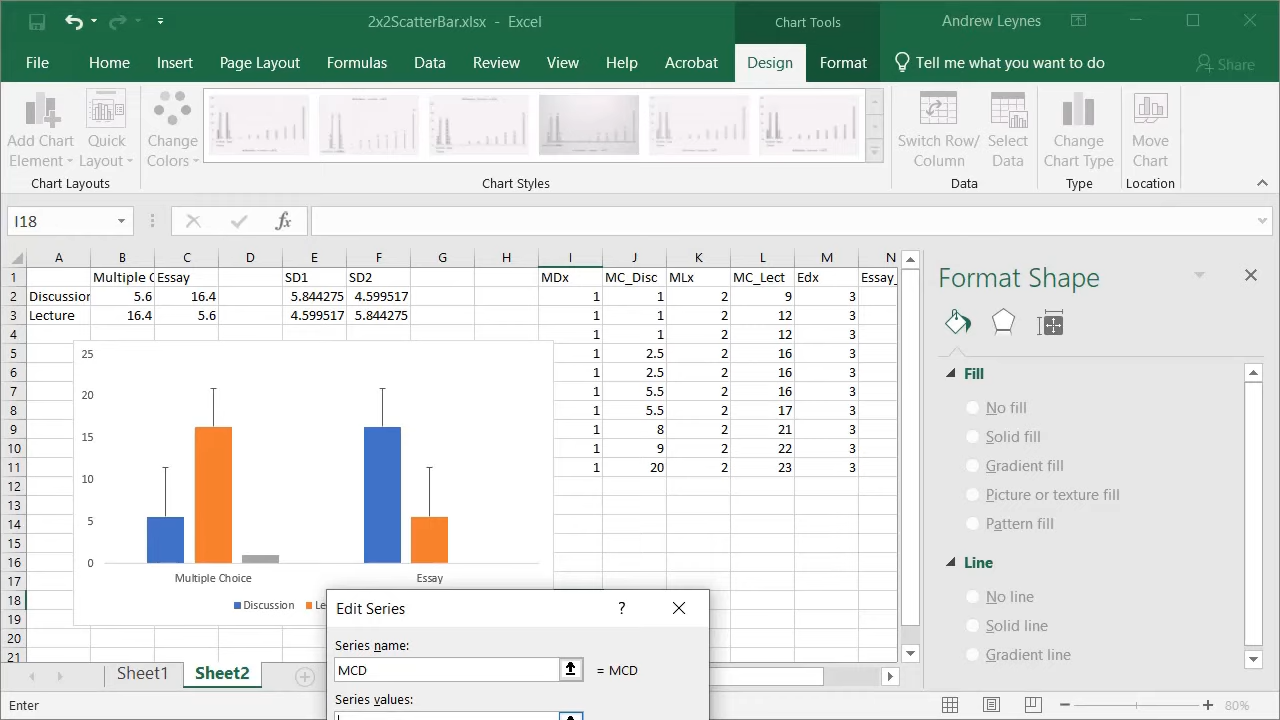 2x2ScatterBar.xlsx - Excel
Chart Tools
Andrew Leynes
File Home Insert Page Layout Formulas Data Review View Help Acrobat Design Format Tell me what you want to do Share
Add Chart Element
Quick Layout
Change Colors
Switch Row/ Column
Select Data
Change Chart Type
Move Chart
Chart Layouts
Chart Styles
Data
Type
Location
I18
fx
A B C D E F G H I J K L M N
1 Multiple C Essay SD1 SD2 MDx MC_Disc MLx MC_Lect Edx Essay_
2 Discussion 5.6 16.4 5.844275 4.599517 1 1 2 9 3
3 Lecture 16.4 5.6 4.599517 5.844275 1 1 2 12 3
4 1 1 2 12 3
5 1 2.5 2 16 3
6 1 2.5 2 16 3
7 1 5.5 2 16 3
8 1 5.5 2 17 3
9 1 8 2 21 3
10 1 9 2 22 3
11 1 20 2 23 3
12
13
14
15
16
17
18
19
20
21
25
20
15
10
5
0
Multiple Choice Essay
Discussion Le
Edit Series
?
Series name:
MCD
= MCD
Series values:
Format Shape
Fill
No fill
Solid fill
Gradient fill
Picture or texture fill
Pattern fill
Line
No line
Solid line
Gradient line
Sheet1 Sheet2
Enter
80%